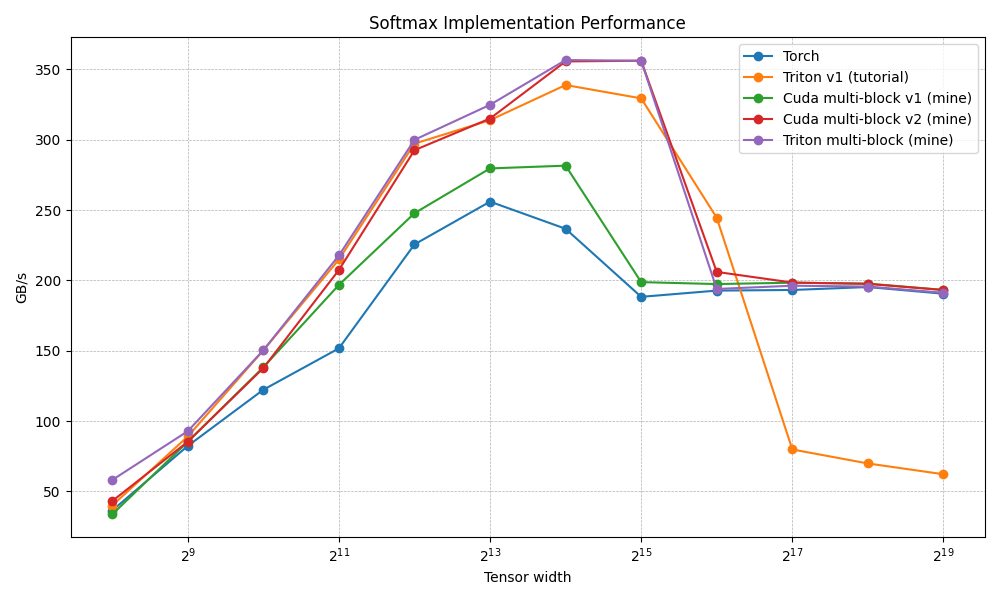 Softmax Implementation Performance
GB/s
350
300
250
200
150
100
50
2^9
2^11
2^13
2^15
2^17
2^19
Tensor width
Torch
Triton v1 (tutorial)
Cuda multi-block v1 (mine)
Cuda multi-block v2 (mine)
Triton multi-block (mine)